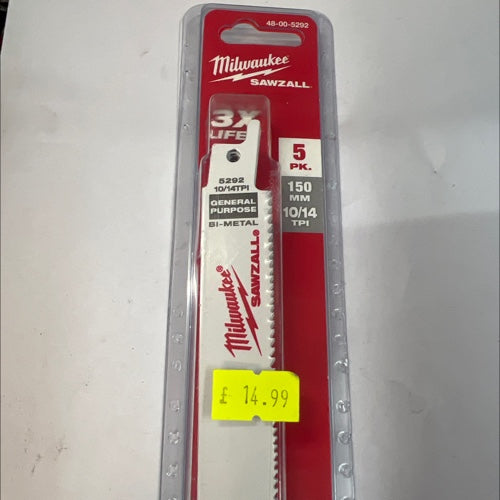 48-00-5292
Milwaukee
SAWZALL
3X
LIFE
5
PK.
150
MM
10/14
TPI
5292
10/14TPI
GENERAL
PURPOSE
BI-METAL
Milwaukee®
SAWZALL®
£ 14.99